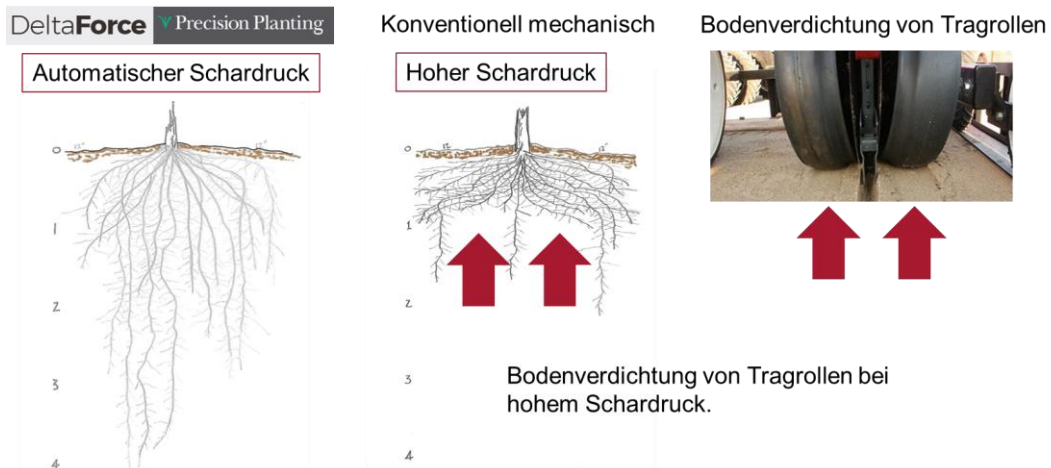 DeltaForce Precision Planting
Automatischer Schardruck
0
1
2
3
4
Konventionell mechanisch
Hoher Schardruck
0
12"
1
2
3
4
Bodenverdichtung von Tragrollen
Bodenverdichtung von Tragrollen bei
hohem Schardruck.